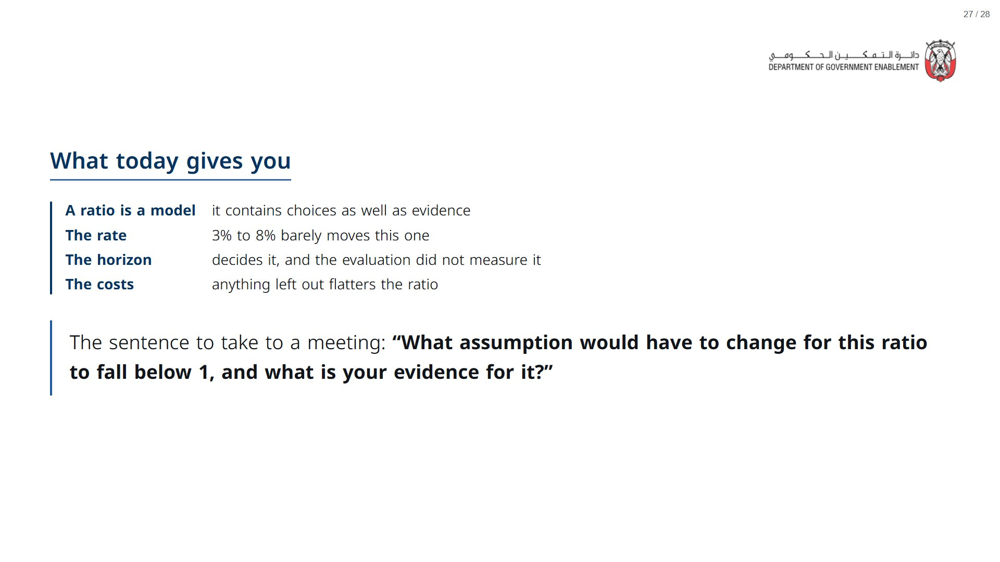 27 / 28
دائرة التمكين الحكومي
DEPARTMENT OF GOVERNMENT ENABLEMENT
What today gives you
A ratio is a model it contains choices as well as evidence
The rate 3% to 8% barely moves this one
The horizon decides it, and the evaluation did not measure it
The costs anything left out flatters the ratio
The sentence to take to a meeting: “What assumption would have to change for this ratio
to fall below 1, and what is your evidence for it?”